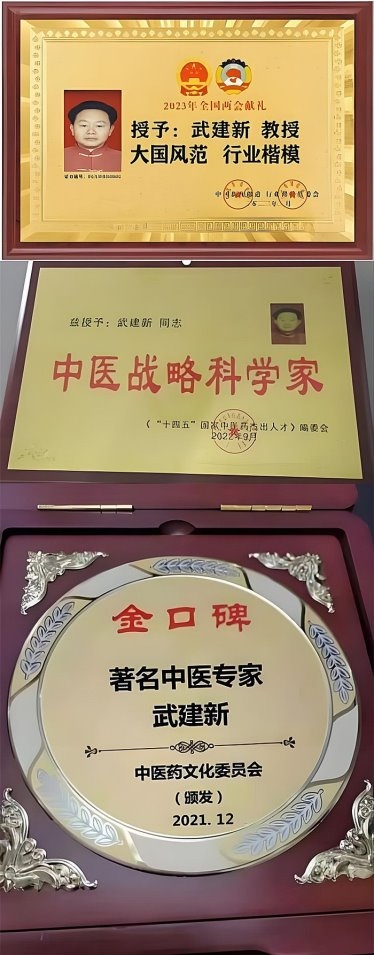 2023年全国两会献礼
授予：武建新 教授
大国风范 行业楷模
兹授予：武建新 同志
中医战略科学家
《“十四五”国家中医药杰出人才》编委会
2022年9月
金口碑
著名中医专家
武建新
中医药文化委员会
（颁发）
2021.12